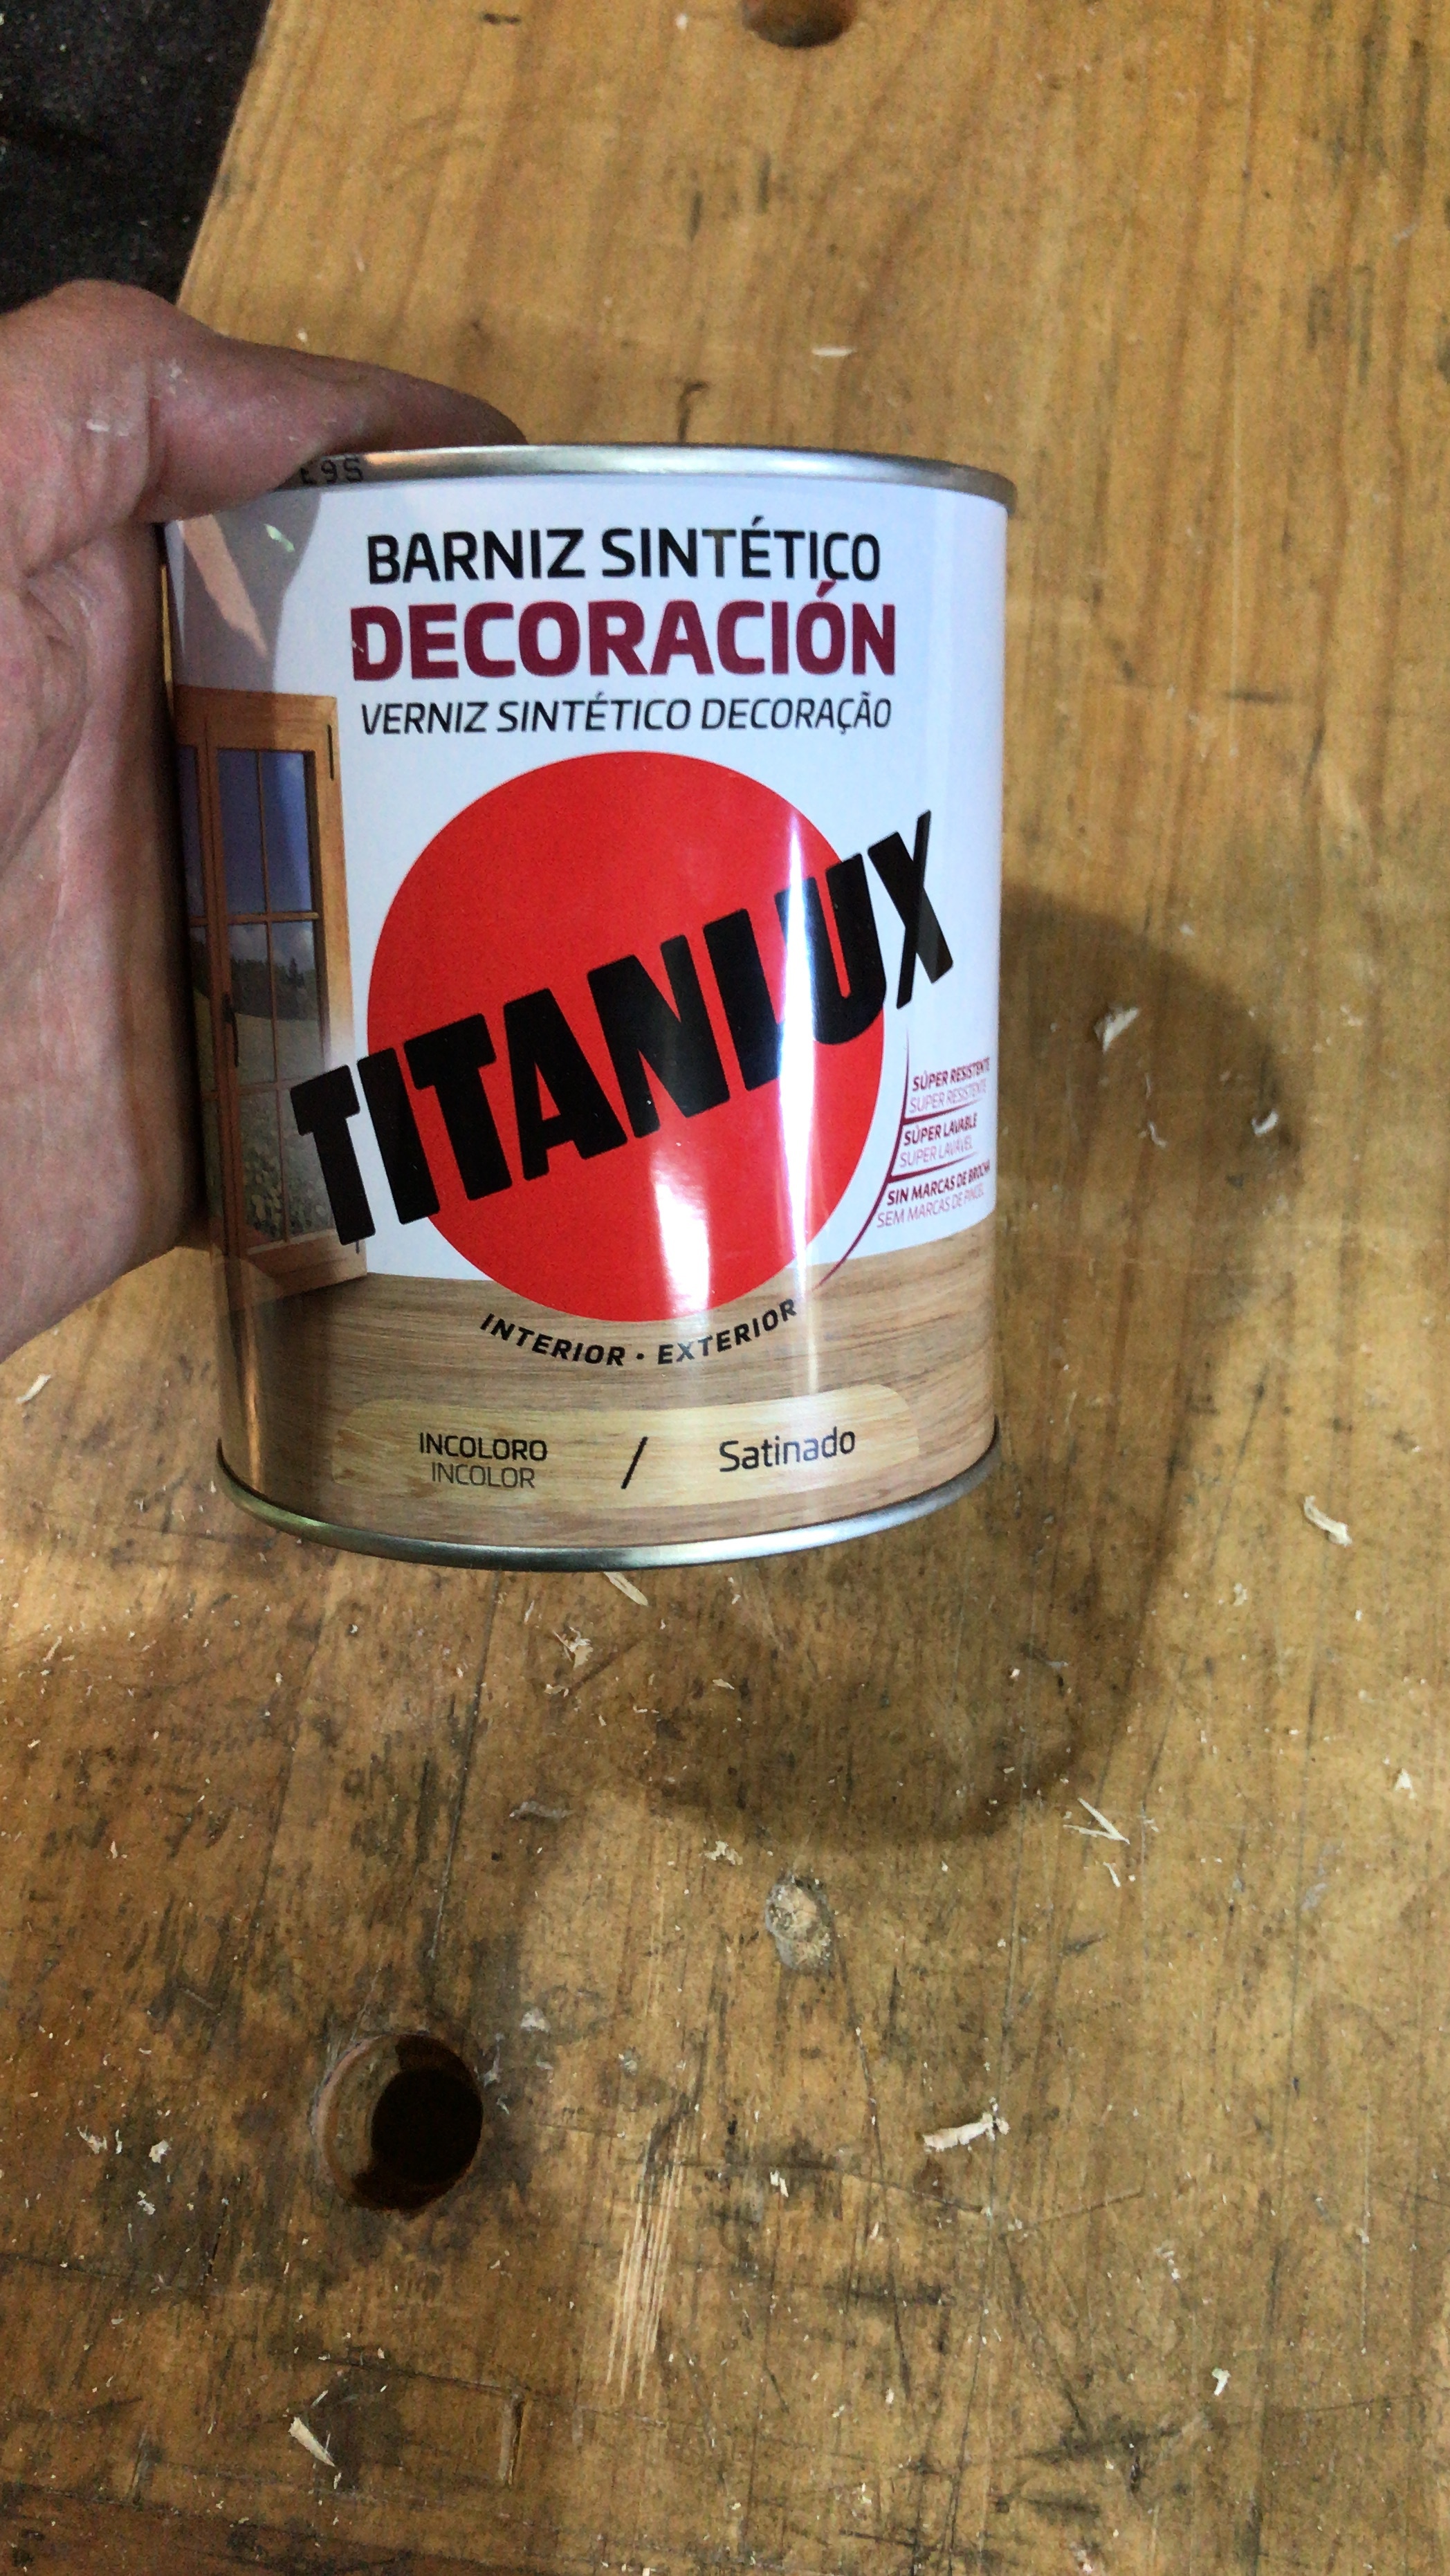 E95
BARNIZ SINTÉTICO
DECORACIÓN
VERNIZ SINTÉTICO DECORAÇÃO
TITANLUX
SÚPER RESISTENTE
SUPER RESISTENTE
SÚPER LAVABLE
SUPER LAVÁVEL
SIN MARCAS DE BROCHA
SEM MARCAS DE PINCEL
INTERIOR · EXTERIOR
INCOLORO / Satinado
INCOLOR